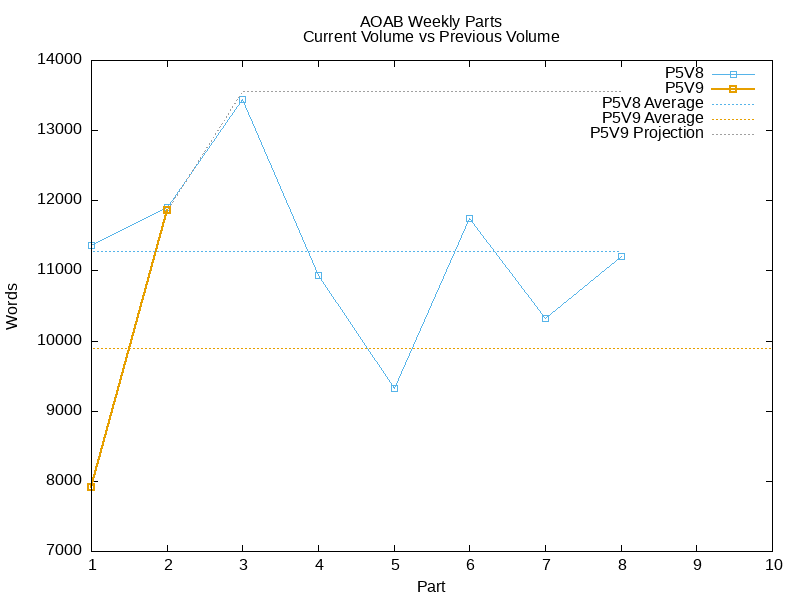 AOAB Weekly Parts
Current Volume vs Previous Volume
14000
13000
12000
11000
10000
9000
8000
7000
Words
P5V8
P5V9
P5V8 Average
P5V9 Average
P5V9 Projection
1 2 3 4 5 6 7 8 9 10
Part